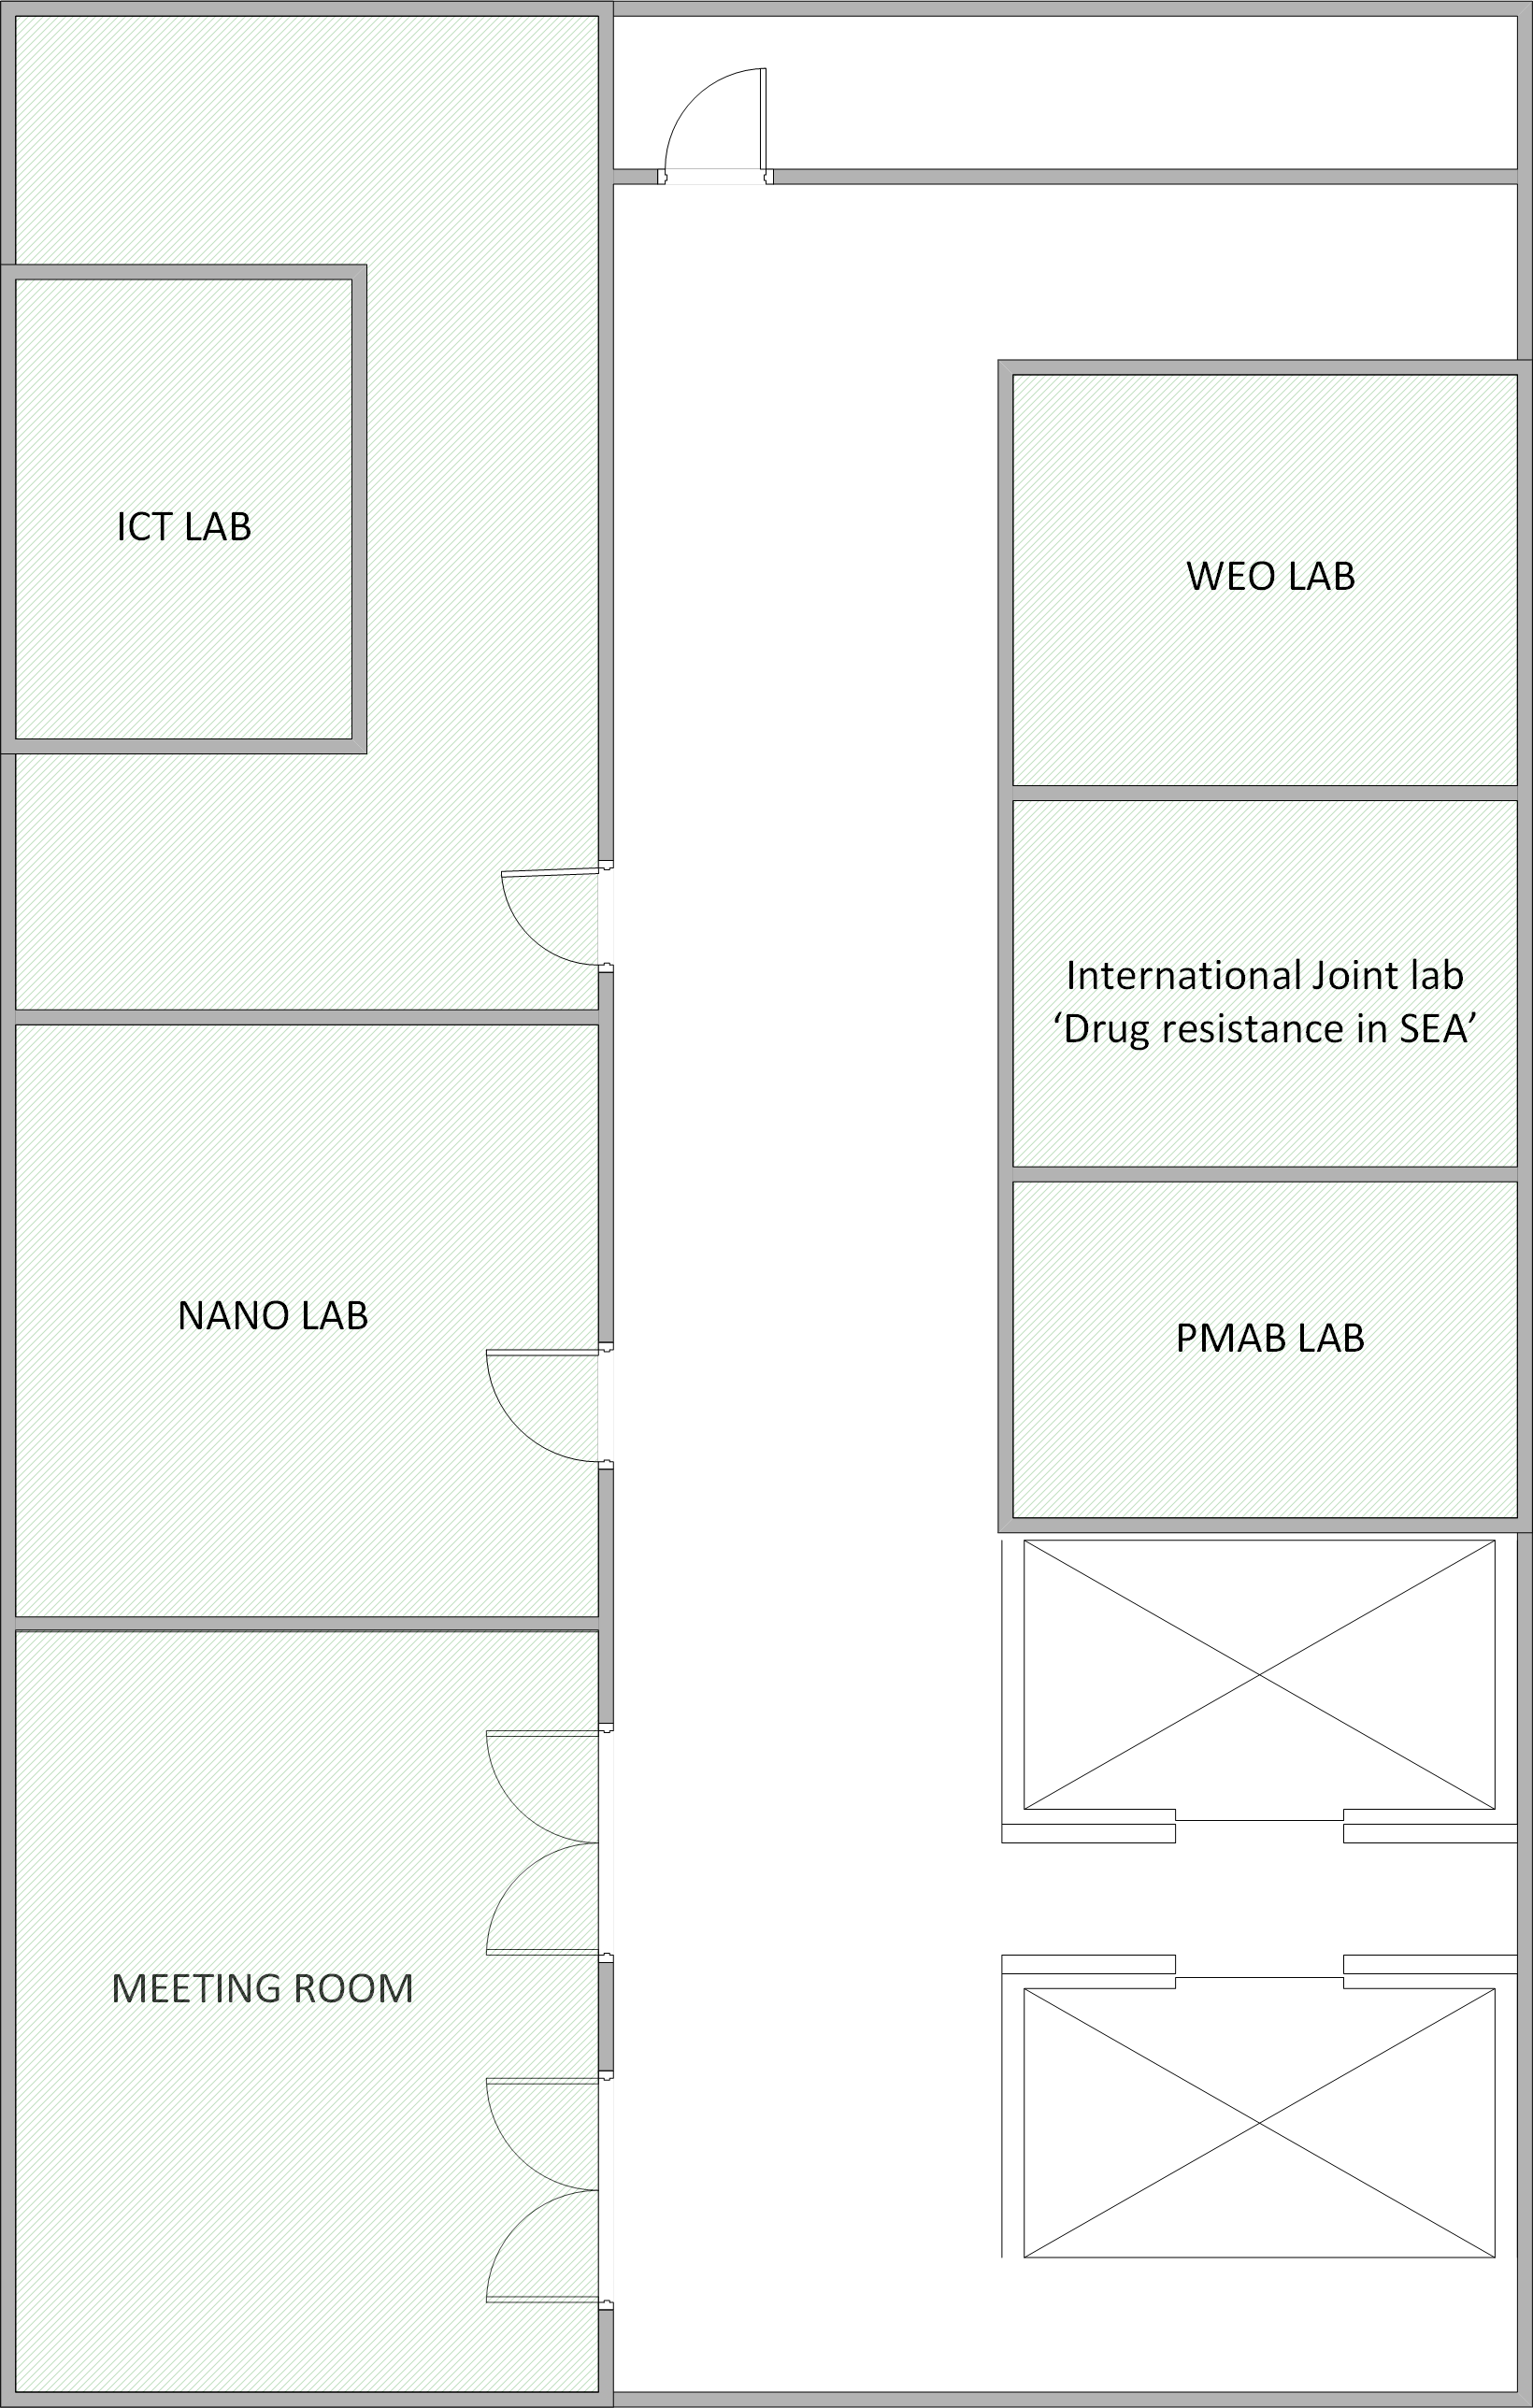 ICT LAB
WEO LAB
International Joint lab
‘Drug resistance in SEA’
NANO LAB
PMAB LAB
MEETING ROOM